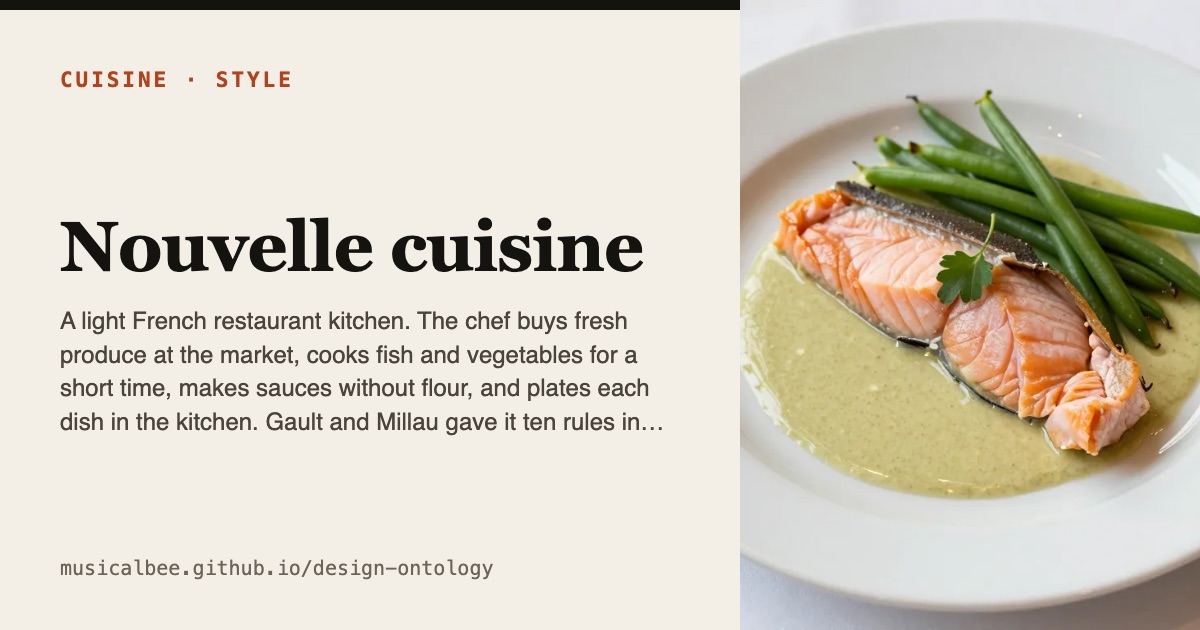 CUISINE · STYLE
Nouvelle cuisine
A light French restaurant kitchen. The chef buys fresh
produce at the market, cooks fish and vegetables for a
short time, makes sauces without flour, and plates each
dish in the kitchen. Gault and Millau gave it ten rules in…
musicalbee.github.io/design-ontology